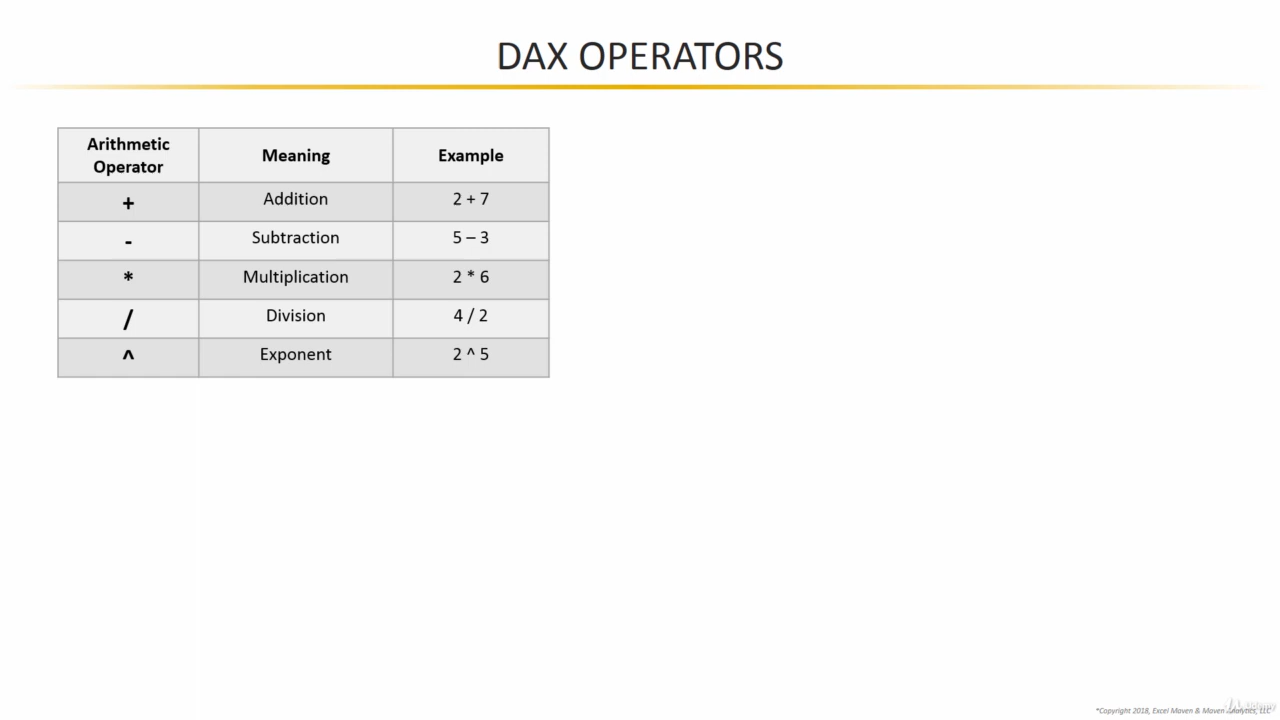 DAX OPERATORS
Arithmetic Operator Meaning Example
+ Addition 2 + 7
- Subtraction 5 – 3
* Multiplication 2 * 6
/ Division 4 / 2
^ Exponent 2 ^ 5
*Copyright 2018, Excel Maven & Maven Analytics, LLC
Udemy